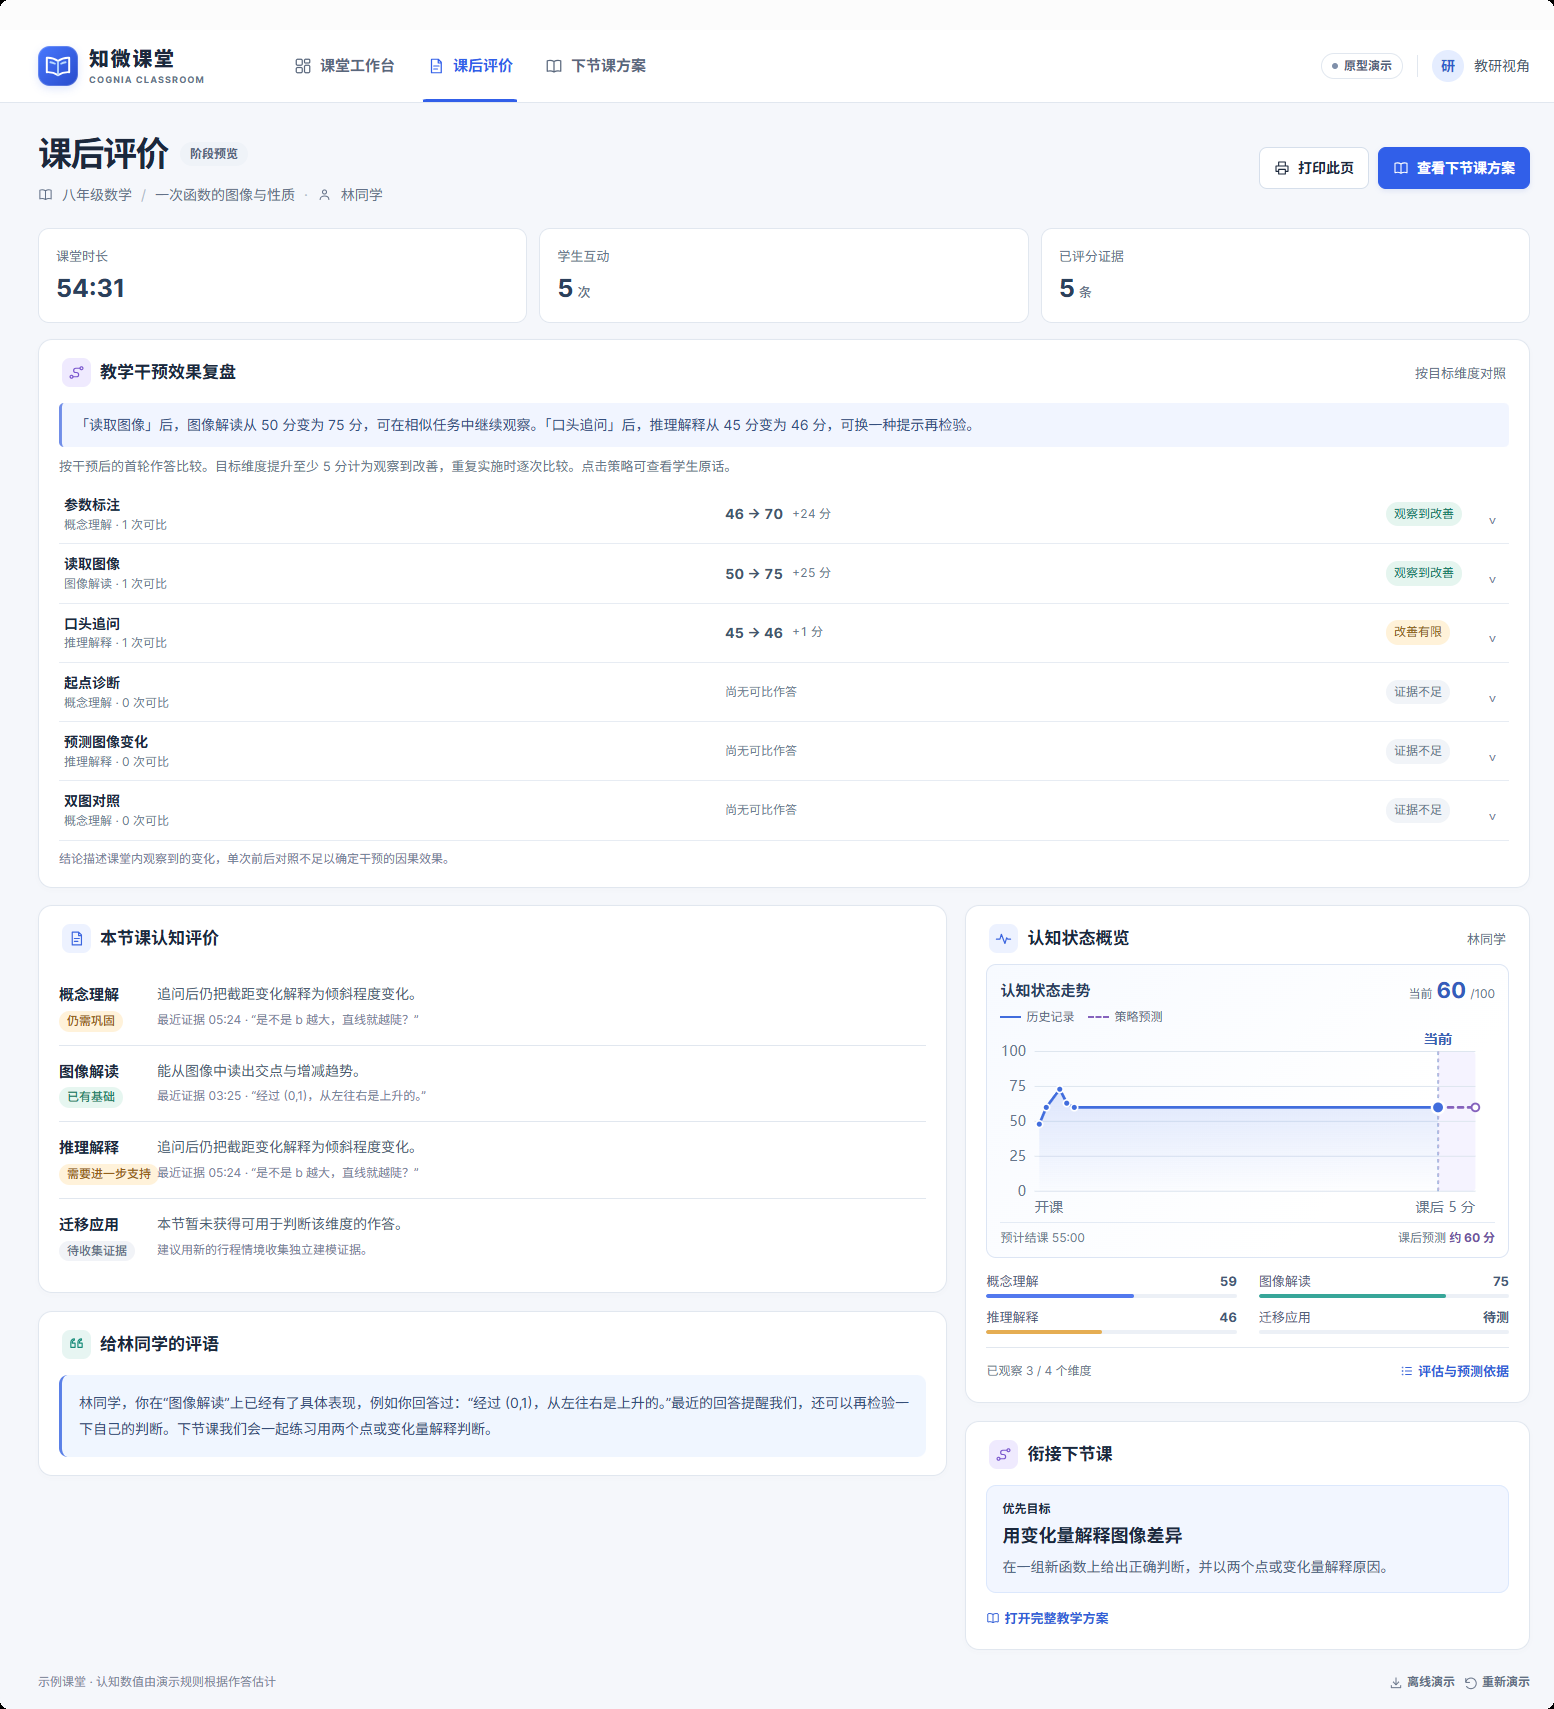 知微课堂
COGNIA CLASSROOM
课堂工作台
课后评价
下节课方案
原型演示
研
教研视角
课后评价
阶段预览
八年级数学 / 一次函数的图像与性质 · 林同学
打印此页
查看下节课方案
课堂时长
54:31
学生互动
5 次
已评分证据
5 条
教学干预效果复盘
按目标维度对照
「读取图像」后，图像解读从 50 分变为 75 分，可在相似任务中继续观察。「口头追问」后，推理解释从 45 分变为 46 分，可换一种提示再检验。
按干预后的首轮作答比较。目标维度提升至少 5 分计为观察到改善，重复实施时逐次比较。点击策略可查看学生原话。
参数标注
概念理解 · 1 次可比
46 → 70 +24 分
观察到改善
v
读取图像
图像解读 · 1 次可比
50 → 75 +25 分
观察到改善
v
口头追问
推理解释 · 1 次可比
45 → 46 +1 分
改善有限
v
起点诊断
概念理解 · 0 次可比
尚无可比作答
证据不足
v
预测图像变化
推理解释 · 0 次可比
尚无可比作答
证据不足
v
双图对照
概念理解 · 0 次可比
尚无可比作答
证据不足
v
结论描述课堂内观察到的变化，单次前后对照不足以确定干预的因果效果。
本节课认知评价
概念理解
仍需巩固
追问后仍把截距变化解释为倾斜程度变化。
最近证据 05:24 · “是不是 b 越大，直线就越陡？”
图像解读
已有基础
能从图像中读出交点与增减趋势。
最近证据 03:25 · “经过 (0,1)，从左往右是上升的。”
推理解释
需要进一步支持
追问后仍把截距变化解释为倾斜程度变化。
最近证据 05:24 · “是不是 b 越大，直线就越陡？”
迁移应用
待收集证据
本节暂未获得可用于判断该维度的作答。
建议用新的行程情境收集独立建模证据。
给林同学的评语
林同学，你在“图像解读”上已经有了具体表现，例如你回答过：“经过 (0,1)，从左往右是上升的。”最近的回答提醒我们，还可以再检验一
下自己的判断。下节课我们会一起练习用两个点或变化量解释判断。
认知状态概览
林同学
认知状态走势
当前 60 /100
历史记录
策略预测
当前
100
75
50
25
0
开课
课后 5 分
预计结课 55:00
课后预测 约 60 分
概念理解 59
图像解读 75
推理解释 46
迁移应用 待测
已观察 3 / 4 个维度
评估与预测依据
衔接下节课
优先目标
用变化量解释图像差异
在一组新函数上给出正确判断，并以两个点或变化量解释原因。
打开完整教学方案
示例课堂 · 认知数值由演示规则根据作答估计
离线演示
重新演示